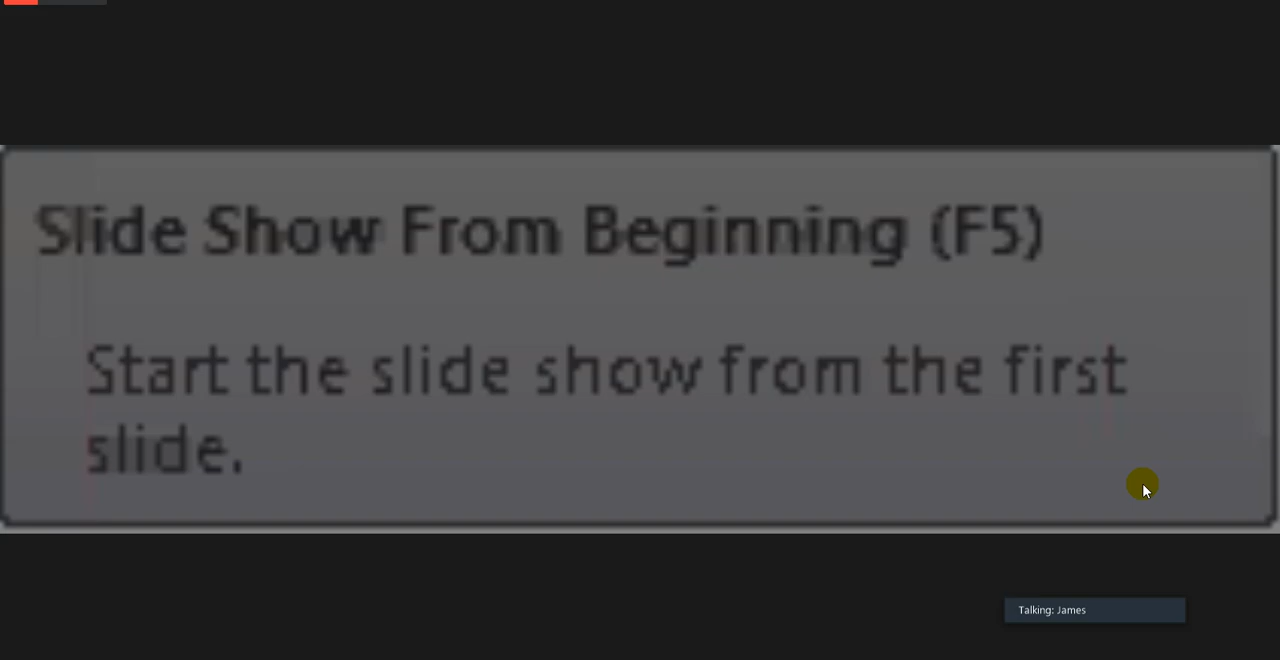 Slide Show From Beginning (F5)
Start the slide show from the first
slide.
Talking: James